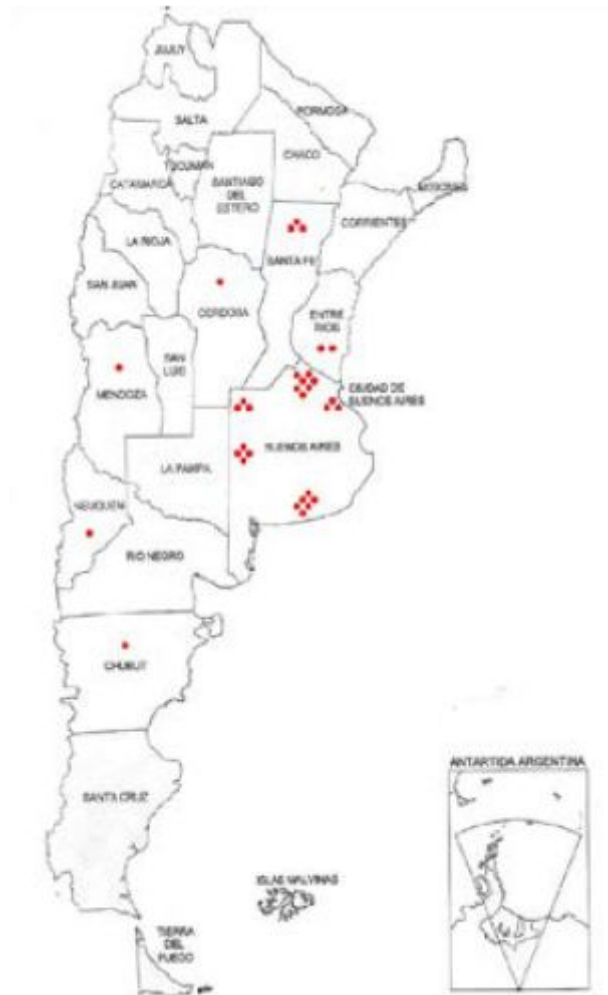 JUJUY
FORMOSA
SALTA
CHACO
TUCUMAN
CATAMARCA
SANTIAGO
DEL
ESTERO
MISIONES
CORRIENTES
LA RIOJA
SANTA FE
SAN JUAN
CORDOBA
ENTRE
RIOS
SAN
LUIS
MENDOZA
CIUDAD DE
BUENOS AIRES
BUENOS AIRES
LA PAMPA
NEUQUEN
RIO NEGRO
CHUBUT
ANTARTIDA ARGENTINA
SANTA CRUZ
ISLAS MALVINAS
TIERRA
DEL
FUEGO